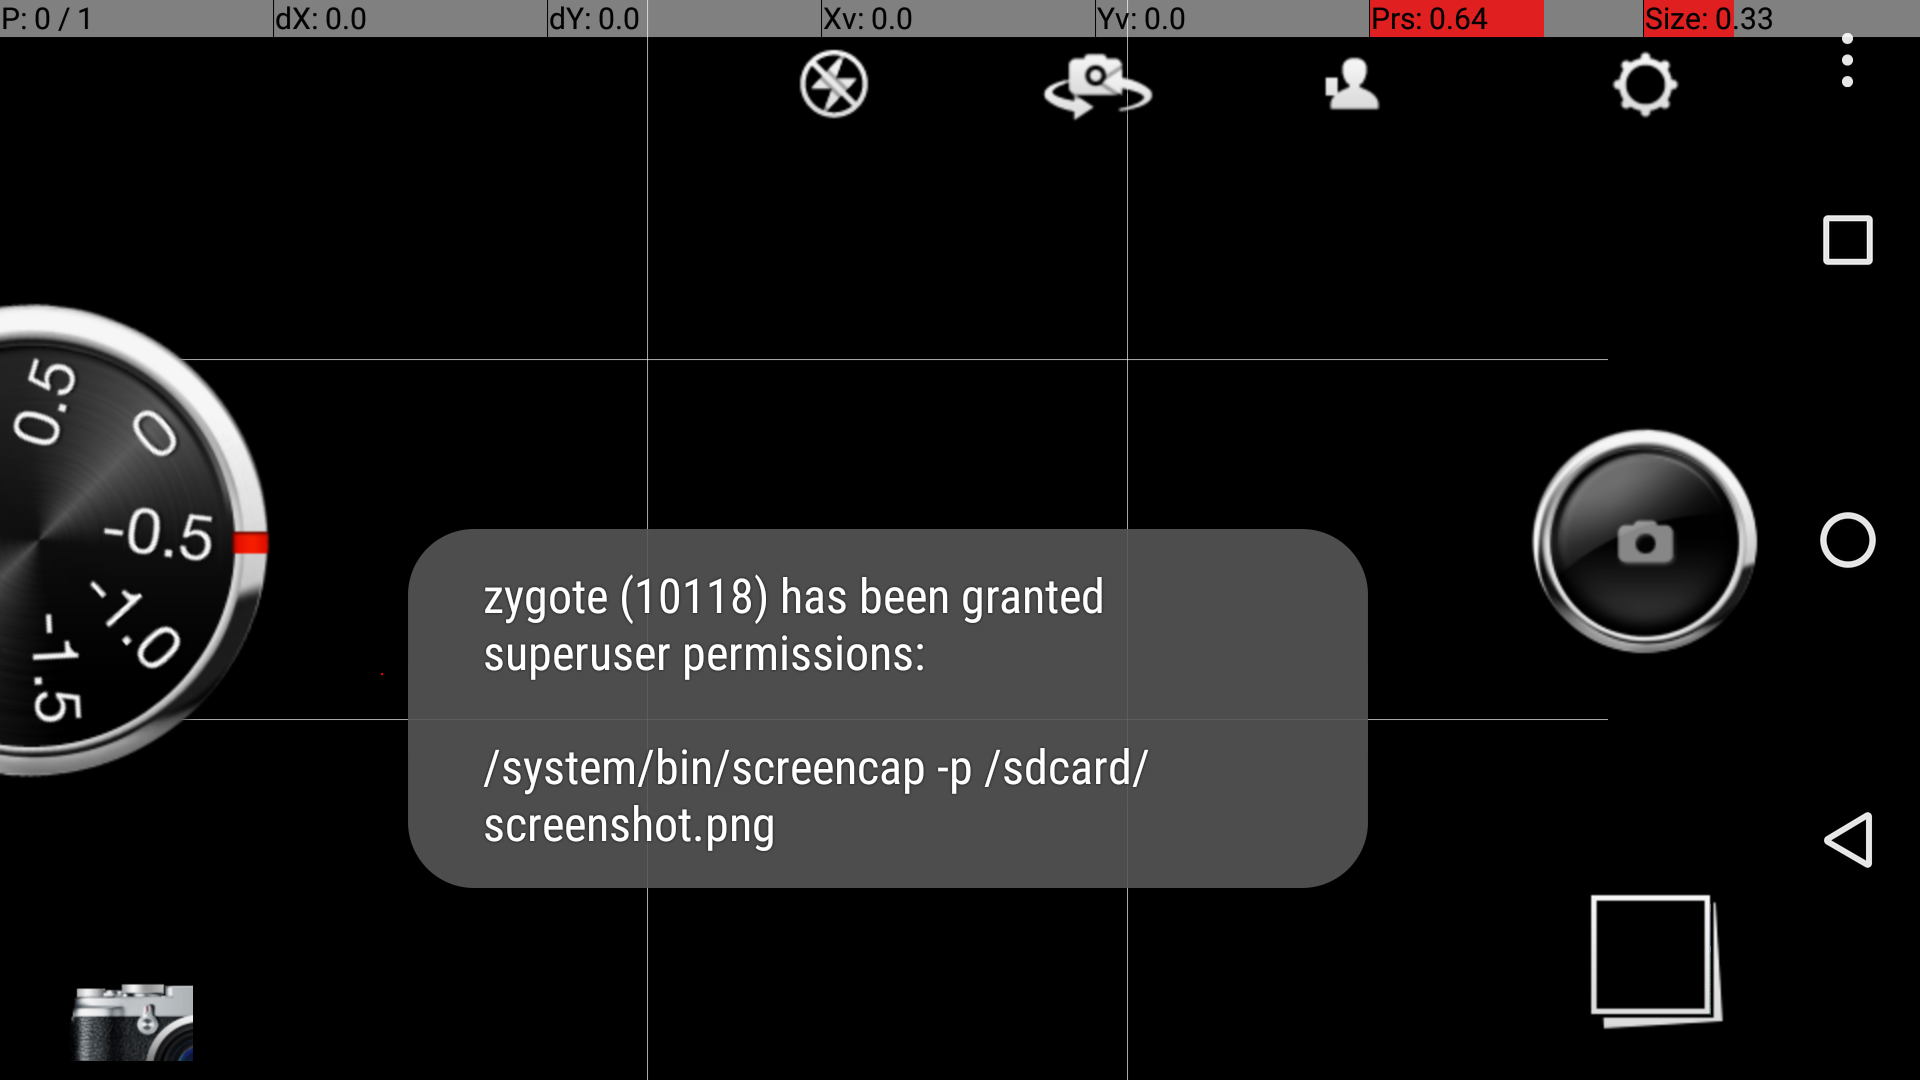 P: 0 / 1 dX: 0.0 dY: 0.0 Xv: 0.0 Yv: 0.0 Prs: 0.64 Size: 0.33
0.5
0
-0.5
-1.0
-1.5
zygote (10118) has been granted
superuser permissions:
/system/bin/screencap -p /sdcard/
screenshot.png